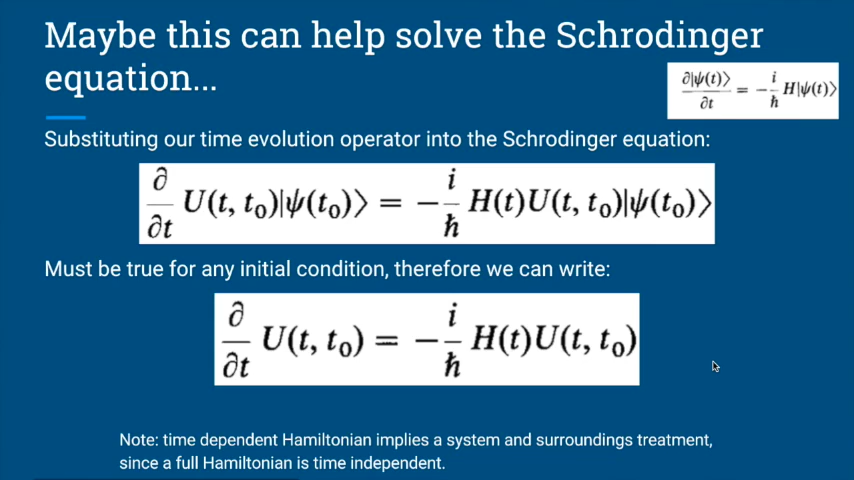 Maybe this can help solve the Schrodinger
equation...
∂|ψ(t)⟩/∂t = −i/ħ H|ψ(t)⟩
Substituting our time evolution operator into the Schrodinger equation:
∂/∂t U(t, t₀)|ψ(t₀)⟩ = −i/ħ H(t)U(t, t₀)|ψ(t₀)⟩
Must be true for any initial condition, therefore we can write:
∂/∂t U(t, t₀) = −i/ħ H(t)U(t, t₀)
Note: time dependent Hamiltonian implies a system and surroundings treatment,
since a full Hamiltonian is time independent.